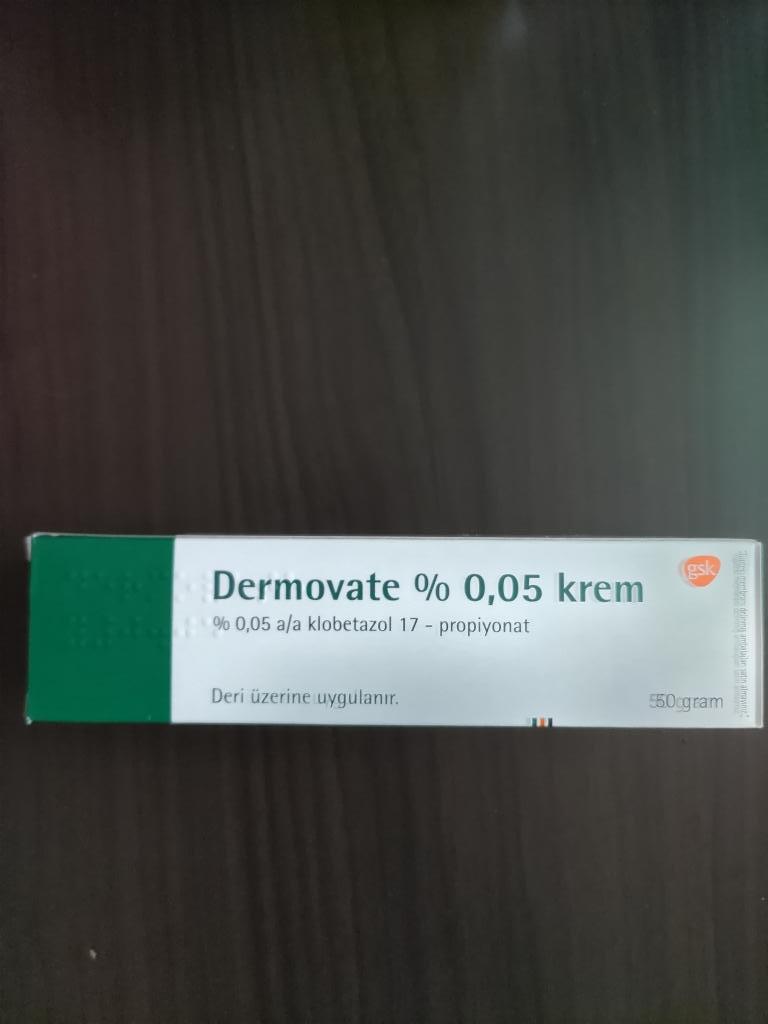 Dermovate % 0,05 krem
gsk
% 0,05 a/a klobetazol 17 - propiyonat
Deri üzerine uygulanır.
50 gram